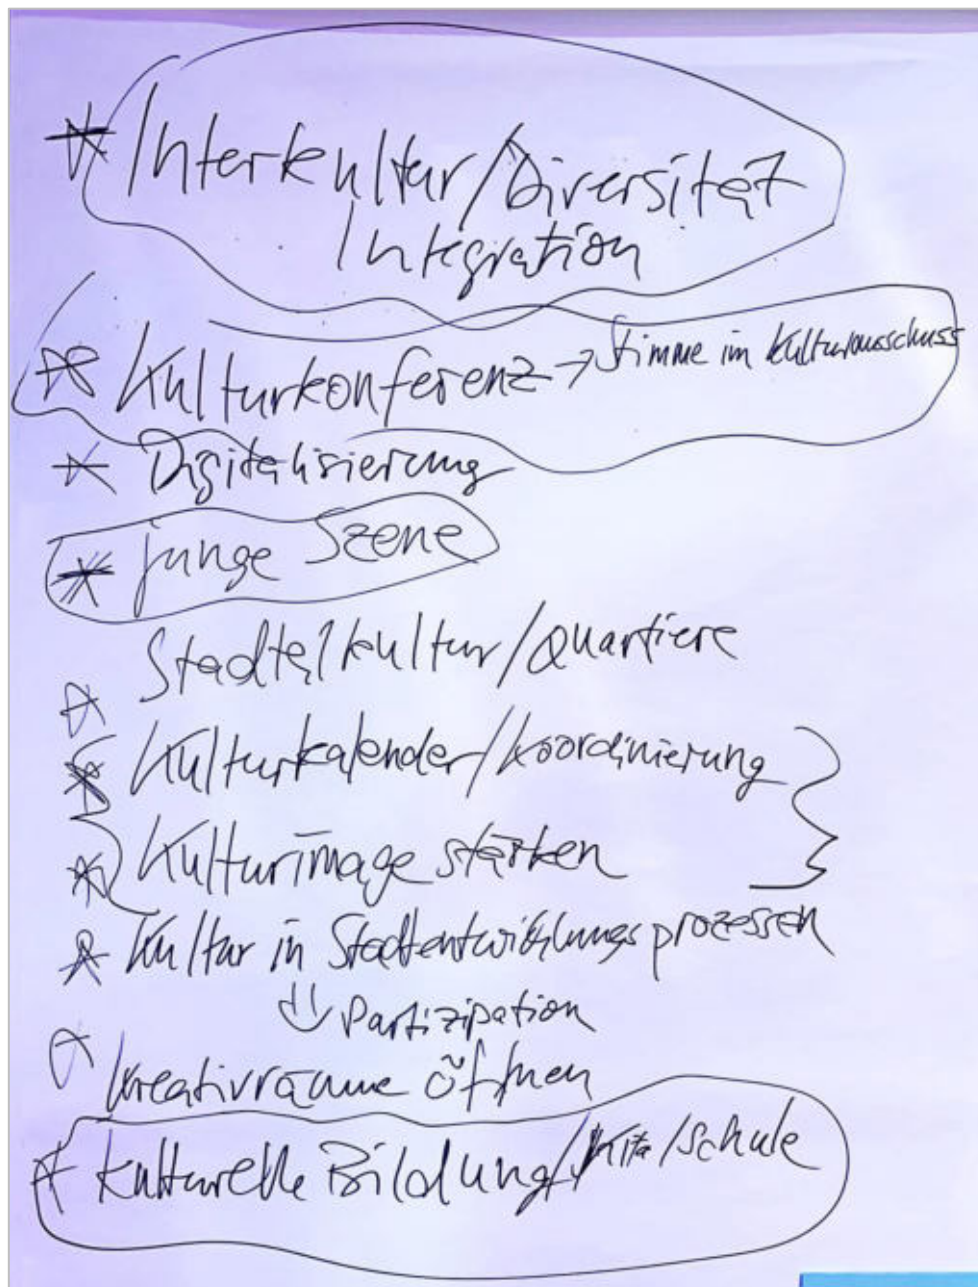 * Interkultur/Diversität
Integration
* Kulturkonferenz → Stimme im Kulturausschuss
* Digitalisierung
* junge Szene
Stadtteilkultur/Quartiere
* Kulturkalender/Koordinierung
* Kulturimage stärken
* Kultur in Stadtentwicklungsprozessen
⇓ Partizipation
* Kreativräume öffnen
* Kulturelle Bildung/Kita/Schule